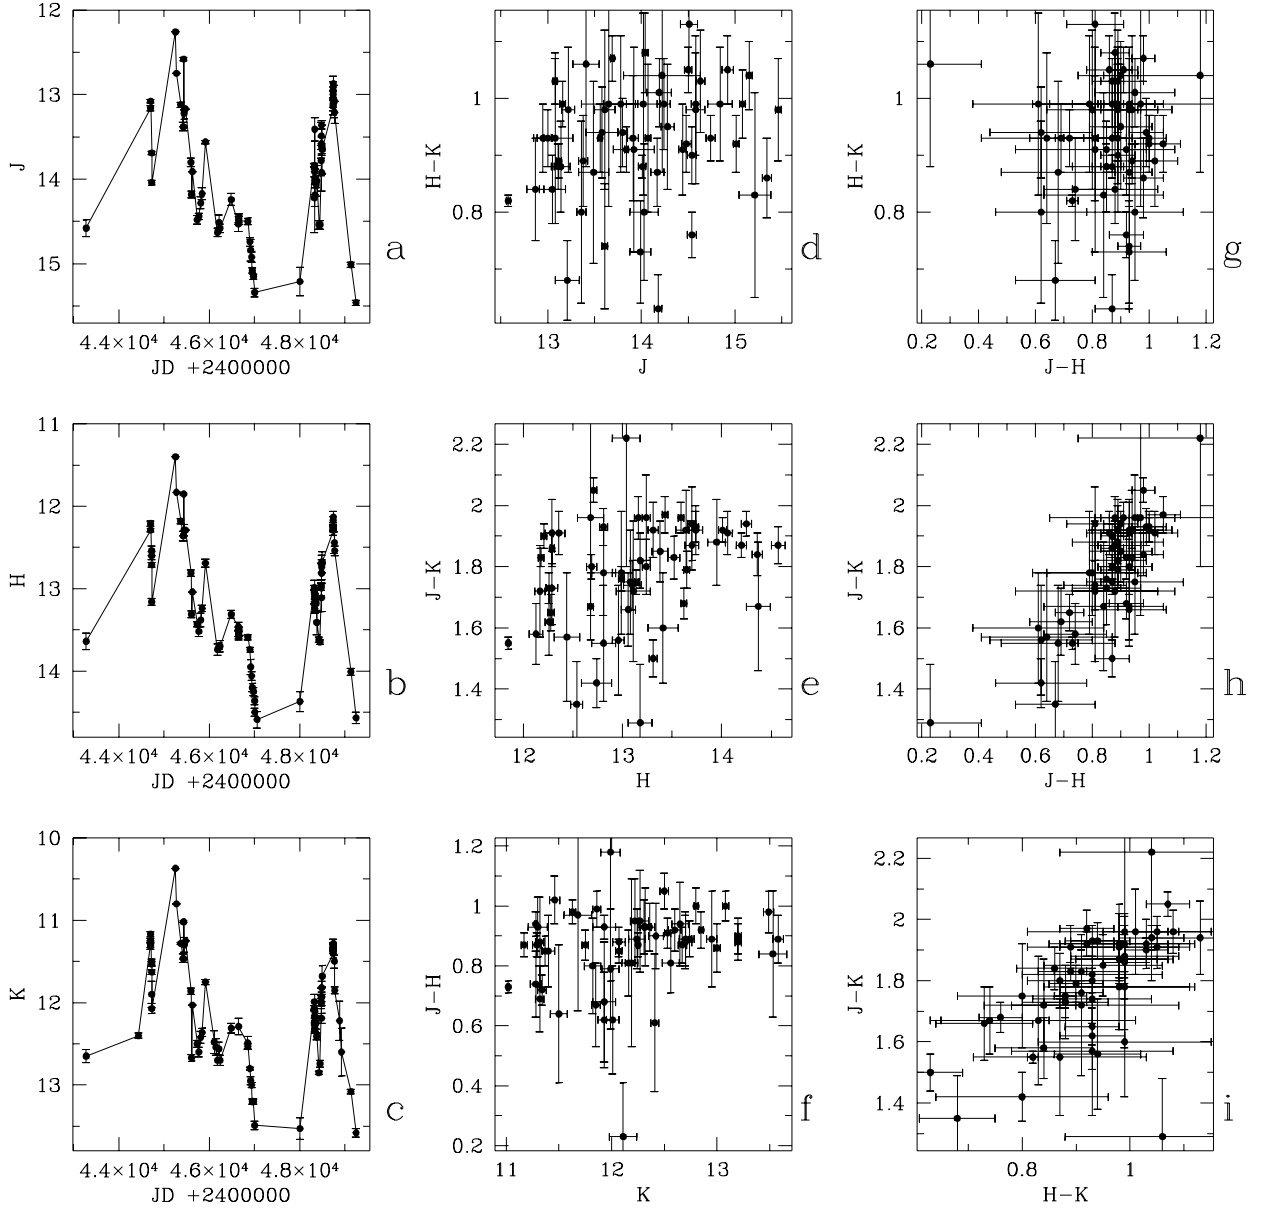 12
13
14
15
J
4.4×10⁴ 4.6×10⁴ 4.8×10⁴
JD +2400000
a
1
0.8
H−K
13 14 15
J
d
1
0.8
H−K
0.2 0.4 0.6 0.8 1 1.2
J−H
g
11
12
13
14
H
4.4×10⁴ 4.6×10⁴ 4.8×10⁴
JD +2400000
b
2.2
2
1.8
1.6
1.4
J−K
12 13 14
H
e
2.2
2
1.8
1.6
1.4
J−K
0.2 0.4 0.6 0.8 1 1.2
J−H
h
10
11
12
13
K
4.4×10⁴ 4.6×10⁴ 4.8×10⁴
JD +2400000
c
1.2
1
0.8
0.6
0.4
0.2
J−H
11 12 13
K
f
2.2
2
1.8
1.6
1.4
J−K
0.8 1
H−K
i